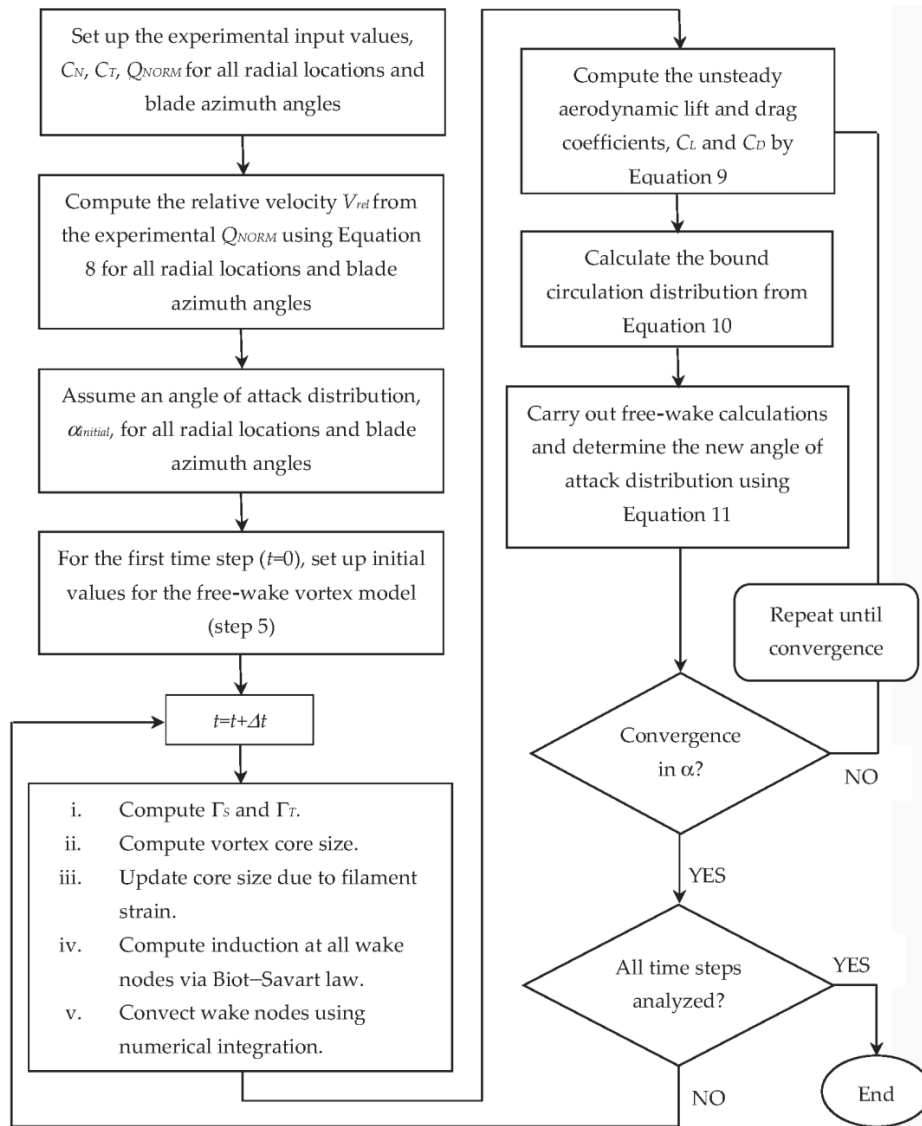 Set up the experimental input values,
CN, CT, QNORM for all radial locations and
blade azimuth angles
Compute the relative velocity Vrel from
the experimental QNORM using Equation
8 for all radial locations and blade
azimuth angles
Assume an angle of attack distribution,
αinitial, for all radial locations and blade
azimuth angles
For the first time step (t=0), set up initial
values for the free-wake vortex model
(step 5)
t=t+Δt
i. Compute ΓS and ΓT.
ii. Compute vortex core size.
iii. Update core size due to filament
strain.
iv. Compute induction at all wake
nodes via Biot–Savart law.
v. Convect wake nodes using
numerical integration.
Compute the unsteady
aerodynamic lift and drag
coefficients, CL and CD by
Equation 9
Calculate the bound
circulation distribution from
Equation 10
Carry out free-wake calculations
and determine the new angle of
attack distribution using
Equation 11
Repeat until
convergence
Convergence
in α?
NO
YES
All time steps
analyzed?
YES
NO
End